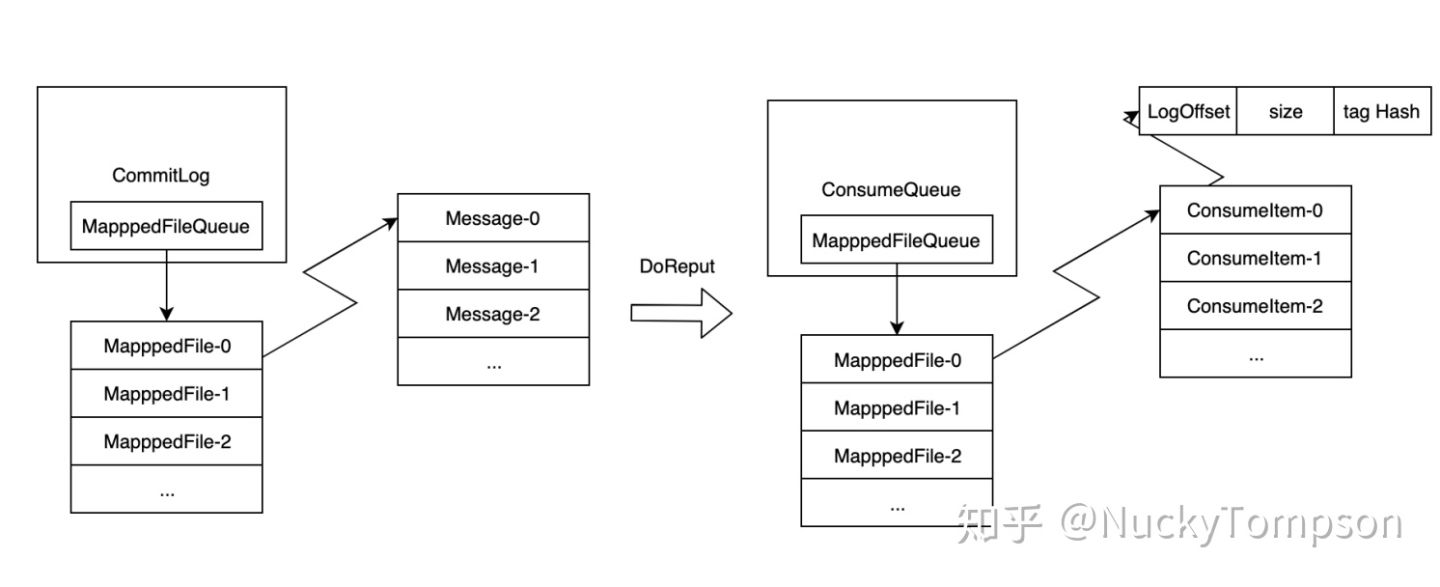 CommitLog
MapppedFileQueue
MapppedFile-0
MapppedFile-1
MapppedFile-2
...
Message-0
Message-1
Message-2
...
DoReput
ConsumeQueue
MapppedFileQueue
MapppedFile-0
MapppedFile-1
MapppedFile-2
...
LogOffset size tag Hash
ConsumeItem-0
ConsumeItem-1
ConsumeItem-2
...
知乎 @NuckyTompson